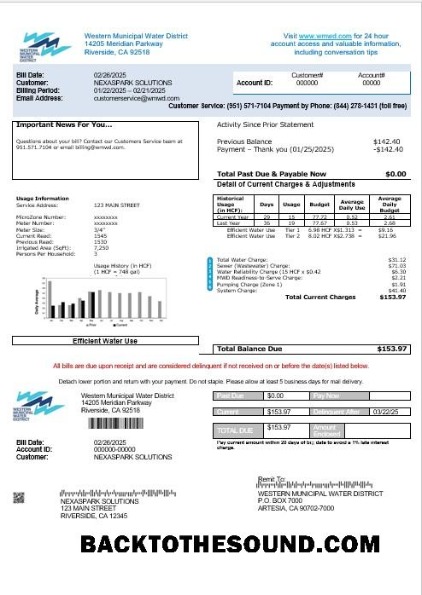 WESTERN
MUNICIPAL
WATER
DISTRICT
Western Municipal Water District
14205 Meridian Parkway
Riverside, CA 92518
Visit www.wmwd.com for 24 hour
account access and valuable information,
including conversation tips
Bill Date: 02/26/2025
Customer: NEXASPARK SOLUTIONS
Billing Period: 01/22/2025 – 02/21/2025
Email Address: customerservice@wmwd.com
Customer# Account#
Account ID: 000000 00000
Customer Service: (951) 571-7104 Payment by Phone: (844) 278-1431 (toll free)
Important News For You…
Questions about your bill? Contact our Customers Service team at
951.571.7104 or email billing@wmwd.com.
Activity Since Prior Statement
Previous Balance $142.40
Payment – Thank you (01/25/2025) -$142.40
Total Past Due & Payable Now $0.00
Detail of Current Charges & Adjustments
Usage Information
Service Address: 123 MAIN STREET
MicroZone Number: xxxxxxxx
Meter Number: xxxxxxxx
Meter Size: 3/4"
Current Read: 1545
Previous Read: 1530
Irrigated Area (SqFt): 7,250
Persons Per Household: 3
Historical Usage (in HCF): Days Usage Budget Average Daily Use Average Daily Budget
Current Year 29 15 77.72 0.52 2.61
Last Year 36 19 77.67 0.53 2.60
Efficient Water Use Tier 1 6.98 HCF X$1.313 = $9.16
Efficient Water Use Tier 2 8.02 HCF X$2.738 = $21.96
Usage History (in HCF)
(1 HCF = 748 gal)
Daily Average
Prior Current
Total Water Charge: $31.12
Sewer (Wastewater) Charge: $71.03
Water Reliability Charge (15 HCF x $0.42 $6.30
MWD Readiness-to-Serve Charge: $2.21
Pumping Charge (Zone 1) $1.91
System Charge: $41.40
Total Current Charges $153.97
Efficient Water Use
Total Balance Due $153.97
All bills are due upon receipt and are considered delinquent if not received on or before the date(s) listed below.
Detach lower portion and return with your payment. Do not staple. Please allow at least 5 business days for mail delivery.
WESTERN
MUNICIPAL
WATER
DISTRICT
Western Municipal Water District
14205 Meridian Parkway
Riverside, CA 92518
Past Due $0.00 Pay Now
Current $153.97 Delinquent After 03/22/25
TOTAL DUE $153.97 Amount Enclosed
Pay current amount within 20 days of bill date to avoid a 1% late interest
charge.
Bill Date: 02/26/2025
Account ID: 000000-00000
Customer: NEXASPARK SOLUTIONS
NEXASPARK SOLUTIONS
123 MAIN STREET
RIVERSIDE, CA 12345
Remit To:
WESTERN MUNICIPAL WATER DISTRICT
P.O. BOX 7000
ARTESIA, CA 90702-7000
BACKTOTHESOUND.COM